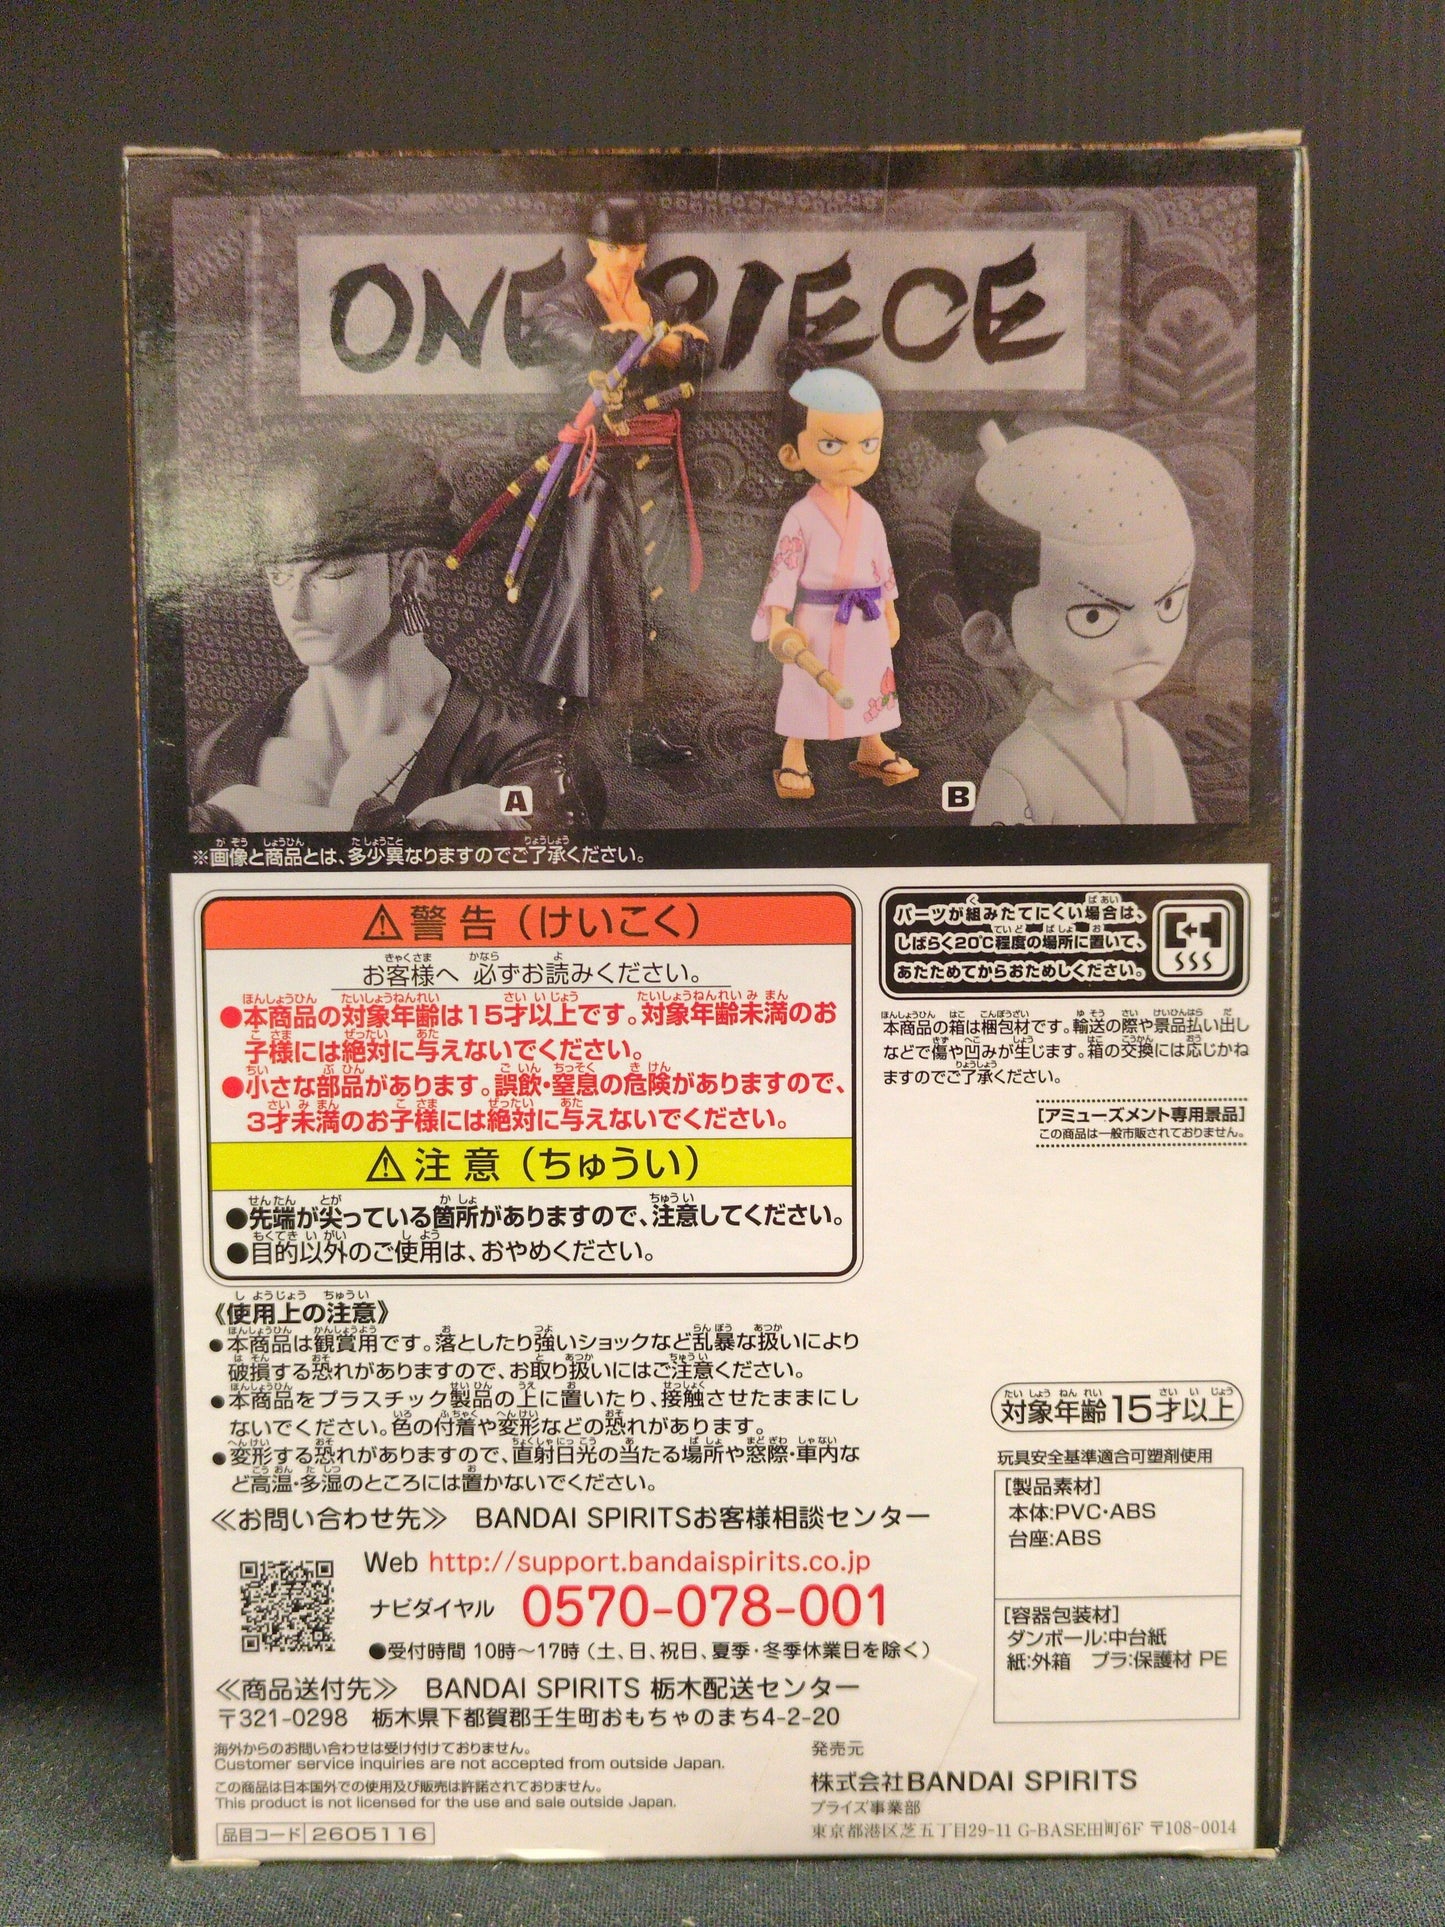 ONE PIECE
A
B
※画像と商品とは、多少異なりますのでご了承ください。
⚠警告（けいこく）
お客様へ 必ずお読みください。
●本商品の対象年齢は15才以上です。対象年齢未満のお
子様には絶対に与えないでください。
●小さな部品があります。誤飲・窒息の危険がありますので、
3才未満のお子様には絶対に与えないでください。
⚠注意（ちゅうい）
●先端が尖っている箇所がありますので、注意してください。
●目的以外のご使用は、おやめください。
パーツが組みたてにくい場合は、
しばらく20℃程度の場所に置いて、
あたためてからおためしください。
本商品の箱は梱包材です。輸送の際や景品払い出し
などで傷や凹みが生じます。箱の交換には応じかね
ますのでご了承ください。
[アミューズメント専用景品]
この商品は一般市販されておりません。
《使用上の注意》
●本商品は観賞用です。落としたり強いショックなど乱暴な扱いにより
破損する恐れがありますので、お取り扱いにはご注意ください。
●本商品をプラスチック製品の上に置いたり、接触させたままにし
ないでください。色の付着や変形などの恐れがあります。
●変形する恐れがありますので、直射日光の当たる場所や窓際・車内な
ど高温・多湿のところには置かないでください。
≪お問い合わせ先≫ BANDAI SPIRITSお客様相談センター
Web http://support.bandaispirits.co.jp
ナビダイヤル 0570-078-001
●受付時間 10時～17時（土、日、祝日、夏季・冬季休業日を除く）
≪商品送付先≫ BANDAI SPIRITS 栃木配送センター
〒321-0298 栃木県下都賀郡壬生町おもちゃのまち4-2-20
海外からのお問い合わせは受け付けておりません。
Customer service inquiries are not accepted from outside Japan.
この商品は日本国外での使用及び販売は許諾されておりません。
This product is not licensed for the use and sale outside Japan.
品目コード 2605116
対象年齢15才以上
玩具安全基準適合可塑剤使用
[製品素材]
本体:PVC・ABS
台座:ABS
[容器包装材]
ダンボール:中台紙
紙:外箱 プラ:保護材 PE
発売元
株式会社BANDAI SPIRITS
プライズ事業部
東京都港区芝五丁目29-11 G-BASE田町6F 〒108-0014